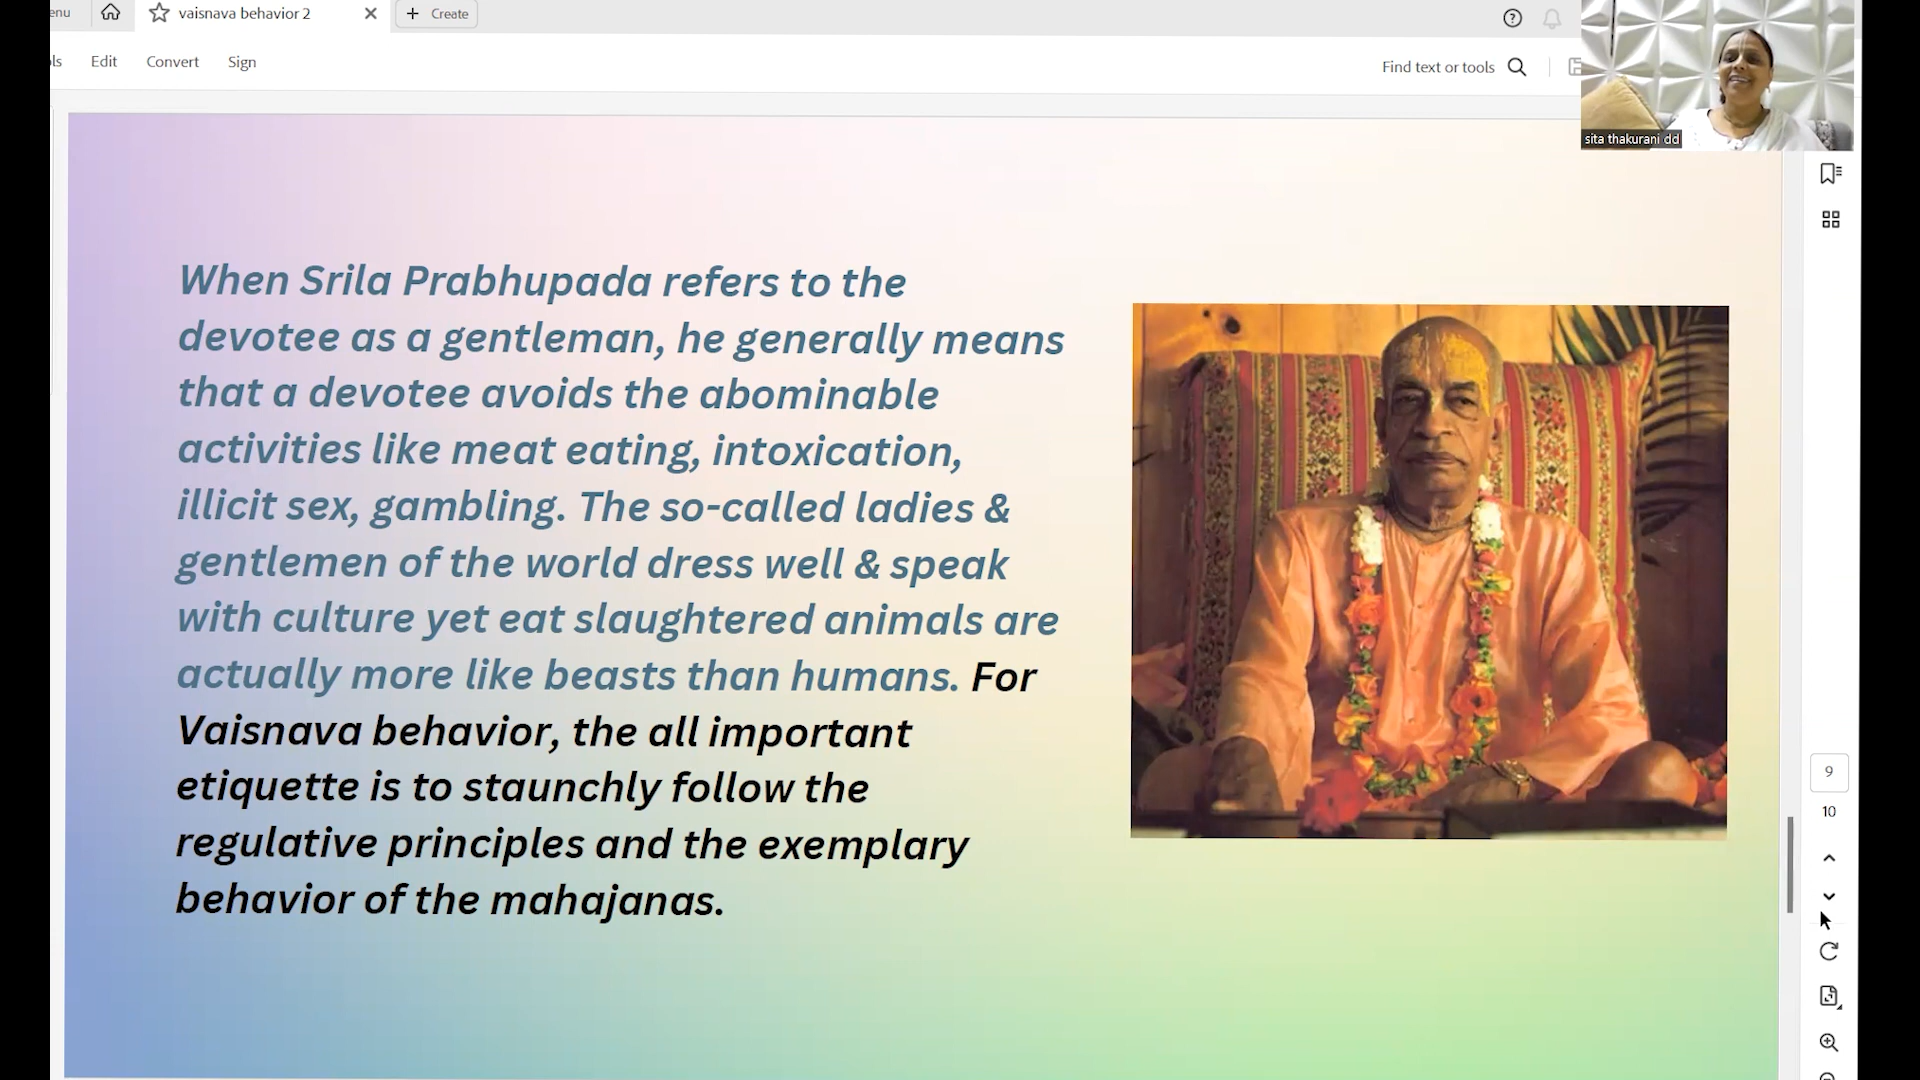 enu
vaisnava behavior 2
Create
ols
Edit
Convert
Sign
Find text or tools
sita thakurani dd
When Srila Prabhupada refers to the
devotee as a gentleman, he generally means
that a devotee avoids the abominable
activities like meat eating, intoxication,
illicit sex, gambling. The so-called ladies &
gentlemen of the world dress well & speak
with culture yet eat slaughtered animals are
actually more like beasts than humans. For
Vaisnava behavior, the all important
etiquette is to staunchly follow the
regulative principles and the exemplary
behavior of the mahajanas.
9
10